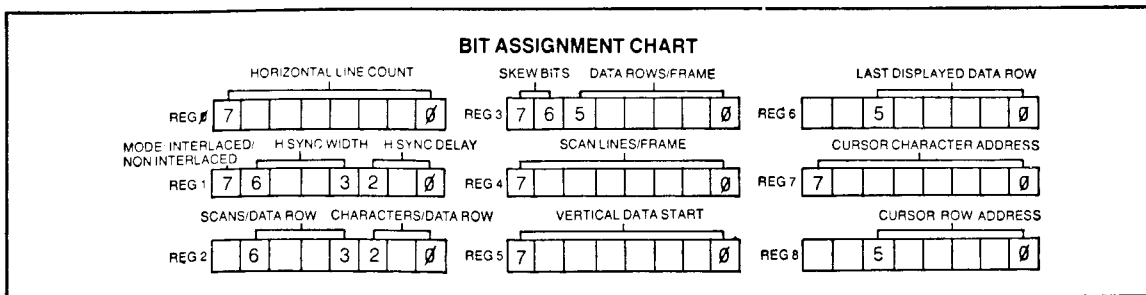 BIT ASSIGNMENT CHART
HORIZONTAL LINE COUNT
REG Ø 7 Ø
SKEW BITS DATA ROWS/FRAME
REG 3 7 6 5 Ø
LAST DISPLAYED DATA ROW
REG 6 5 Ø
MODE: INTERLACED/
NON INTERLACED
H SYNC WIDTH H SYNC DELAY
REG 1 7 6 3 2 Ø
SCAN LINES/FRAME
REG 4 7 Ø
CURSOR CHARACTER ADDRESS
REG 7 7 Ø
SCANS/DATA ROW CHARACTERS/DATA ROW
REG 2 6 3 2 Ø
VERTICAL DATA START
REG 5 7 Ø
CURSOR ROW ADDRESS
REG 8 5 Ø